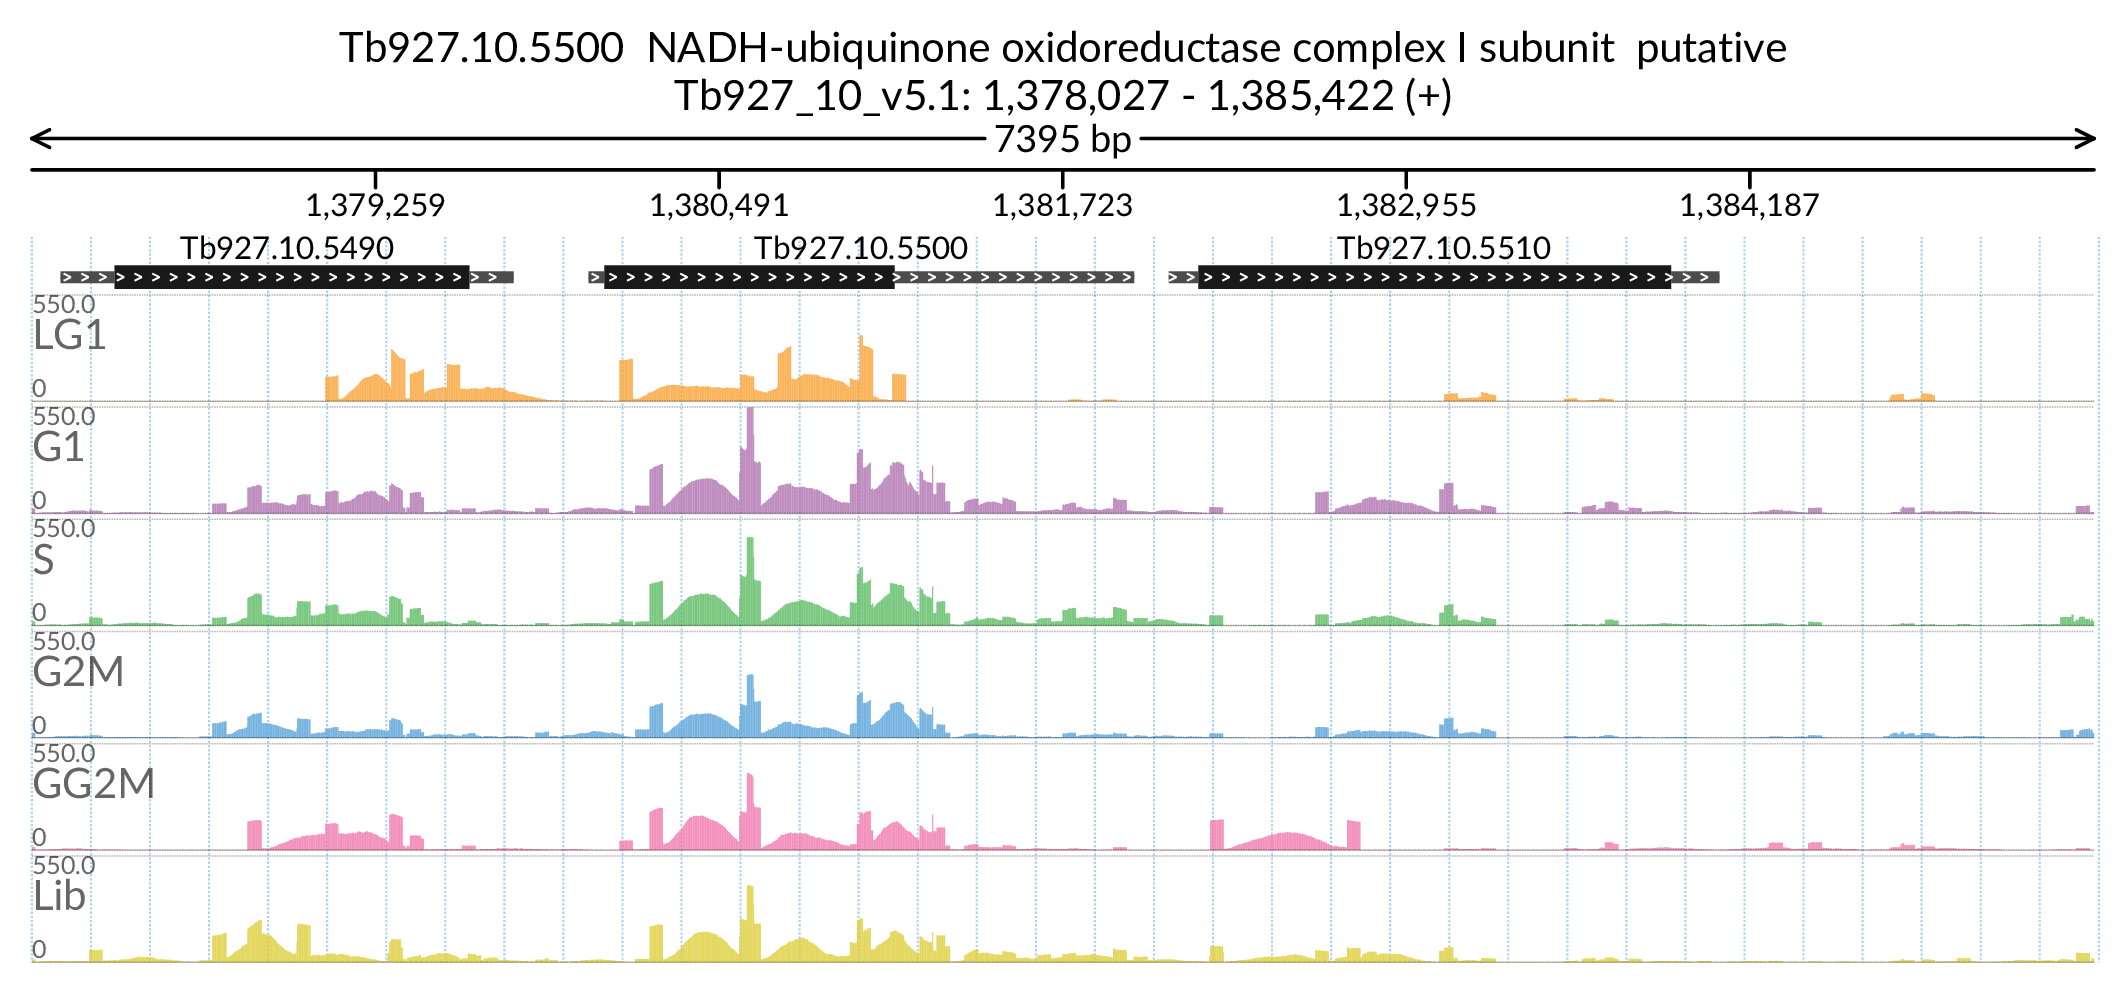 Tb927.10.5500  NADH-ubiquinone oxidoreductase complex I subunit  putative
Tb927_10_v5.1: 1,378,027 - 1,385,422 (+)
7395 bp
1,379,259 1,380,491 1,381,723 1,382,955 1,384,187
Tb927.10.5490 Tb927.10.5500 Tb927.10.5510
550.0
LG1
0
550.0
G1
0
550.0
S
0
550.0
G2M
0
550.0
GG2M
0
550.0
Lib
0